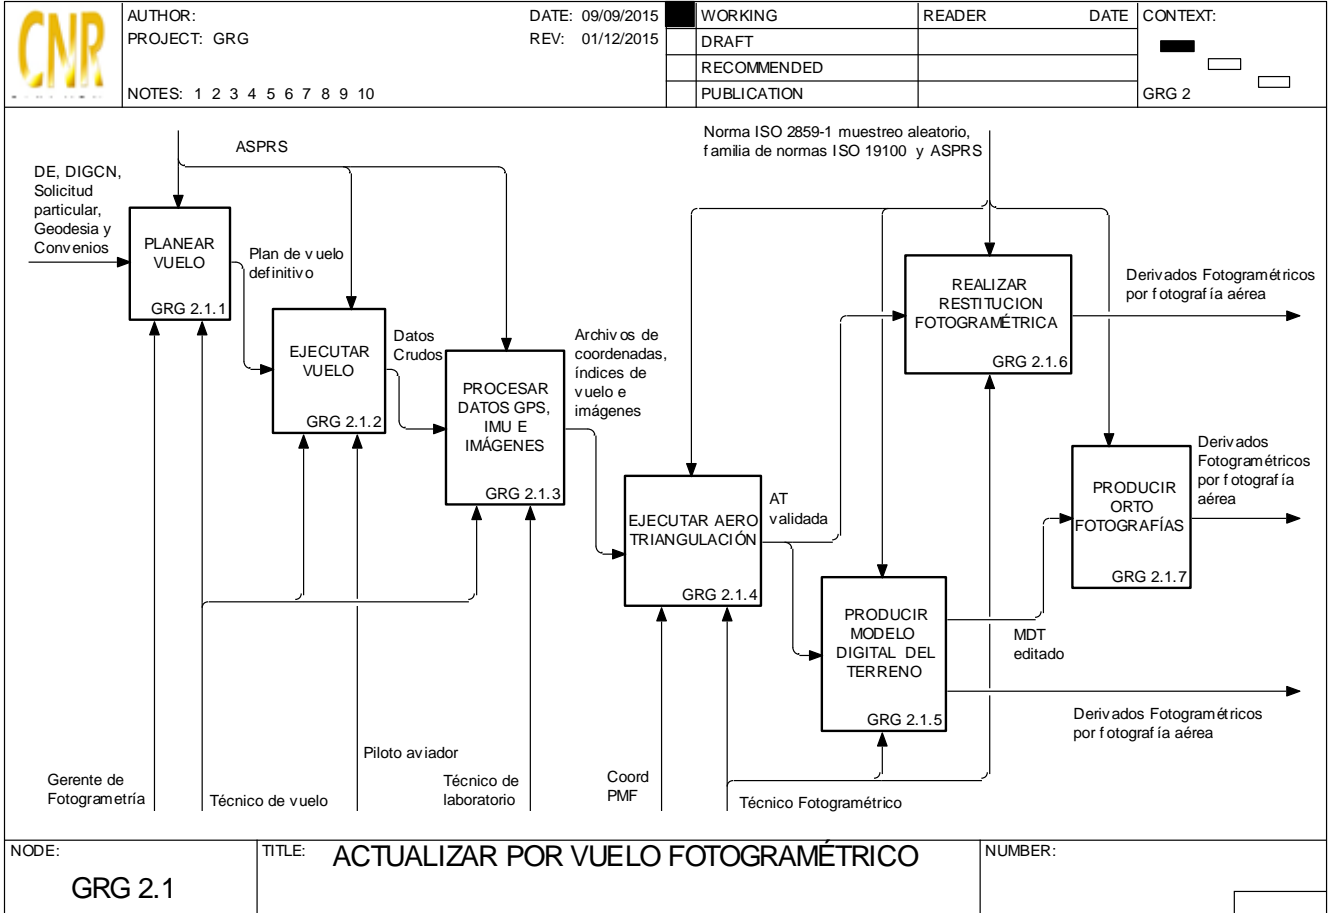 CNR
AUTHOR:
DATE: 09/09/2015
PROJECT: GRG
REV: 01/12/2015
NOTES: 1 2 3 4 5 6 7 8 9 10
WORKING
DRAFT
RECOMMENDED
PUBLICATION
READER DATE
CONTEXT:
GRG 2
ASPRS
Norma ISO 2859-1 muestreo aleatorio,
familia de normas ISO 19100 y ASPRS
DE, DIGCN,
Solicitud
particular,
Geodesia y
Convenios
PLANEAR
VUELO
GRG 2.1.1
Plan de vuelo
definitivo
EJECUTAR
VUELO
GRG 2.1.2
Datos
Crudos
PROCESAR
DATOS GPS,
IMU E
IMÁGENES
GRG 2.1.3
Archivos de
coordenadas,
índices de
vuelo e
imágenes
EJECUTAR AERO
TRIANGULACIÓN
GRG 2.1.4
AT
validada
REALIZAR
RESTITUCION
FOTOGRAMÉTRICA
GRG 2.1.6
Derivados Fotogramétricos
por fotografía aérea
PRODUCIR
ORTO
FOTOGRAFÍAS
GRG 2.1.7
Derivados
Fotogramétricos
por fotografía
aérea
PRODUCIR
MODELO
DIGITAL DEL
TERRENO
GRG 2.1.5
MDT
editado
Derivados Fotogramétricos
por fotografía aérea
Gerente de
Fotogrametría
Técnico de vuelo
Piloto aviador
Técnico de
laboratorio
Coord
PMF
Técnico Fotogramétrico
NODE:
GRG 2.1
TITLE: ACTUALIZAR POR VUELO FOTOGRAMÉTRICO
NUMBER: